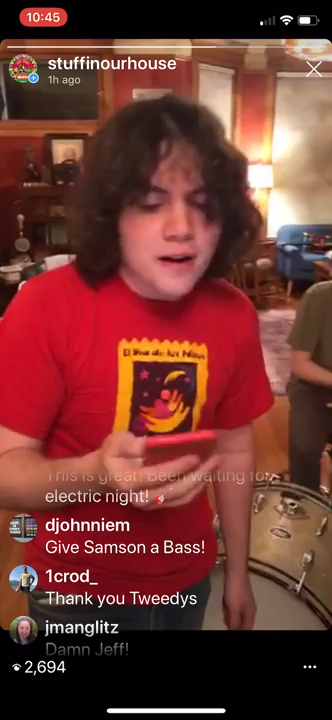 10:45
stuffinourhouse
1h ago
El Dia de los Niños
This is great! Been waiting for
electric night!
djohnniem
Give Samson a Bass!
1crod_
Thank you Tweedys
jmanglitz
Damn Jeff!
2,694